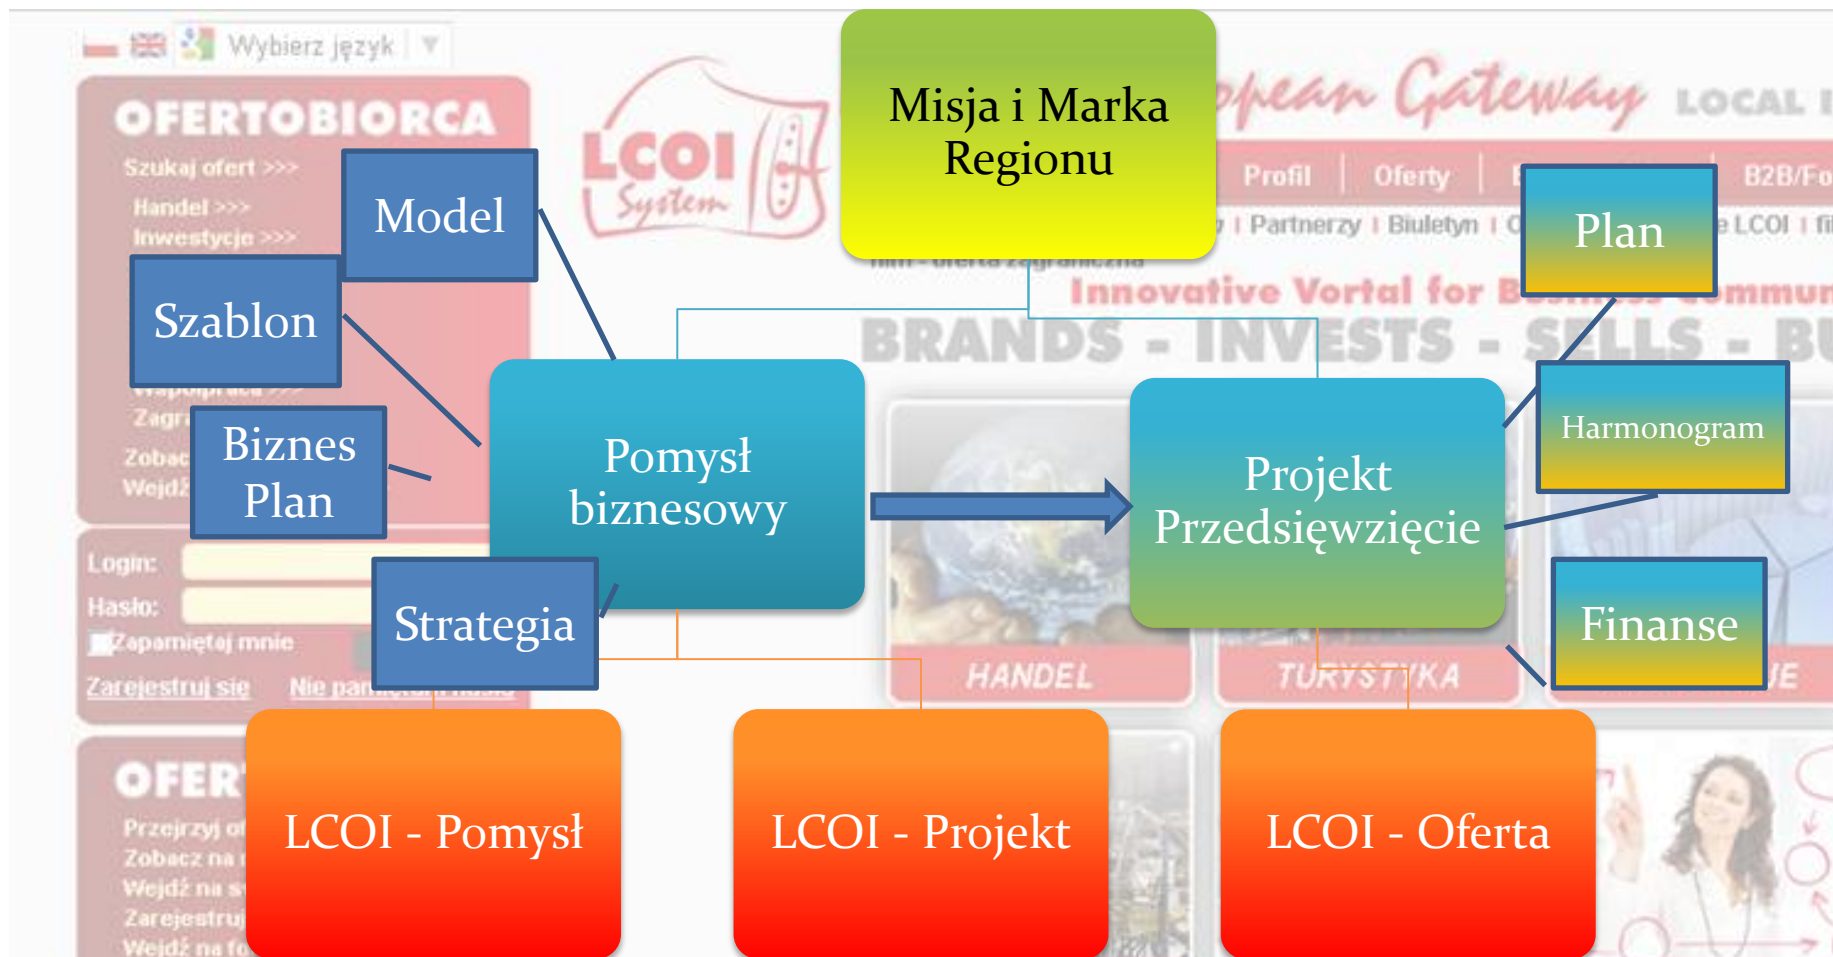 Wybierz język
OFERTOBIORCA
Szukaj ofert >>>
Handel >>>
Inwestycje >>>
Login:
Hasło:
Zapamiętaj mnie
Zarejestruj się
LCOI
System
Gateway
LOCAL
Profil | Oferty
Partnerzy | Biuletyn
Innovative Vortal for
BRANDS - INVESTS - SELLS -
HANDEL
TURYSTYKA
Misja i Marka
Regionu
Model
Szablon
Biznes
Plan
Strategia
Pomysł
biznesowy
Projekt
Przedsięwzięcie
Plan
Harmonogram
Finanse
LCOI - Pomysł
LCOI - Projekt
LCOI - Oferta